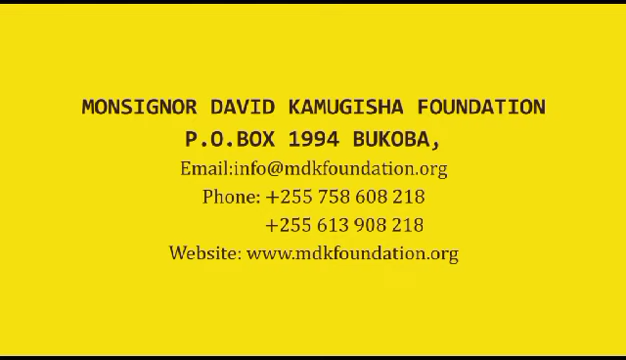 MONSIGNOR DAVID KAMUGISHA FOUNDATION
P.O.BOX 1994 BUKOBA,
Email:info@mdkfoundation.org
Phone: +255 758 608 218
+255 613 908 218
Website: www.mdkfoundation.org